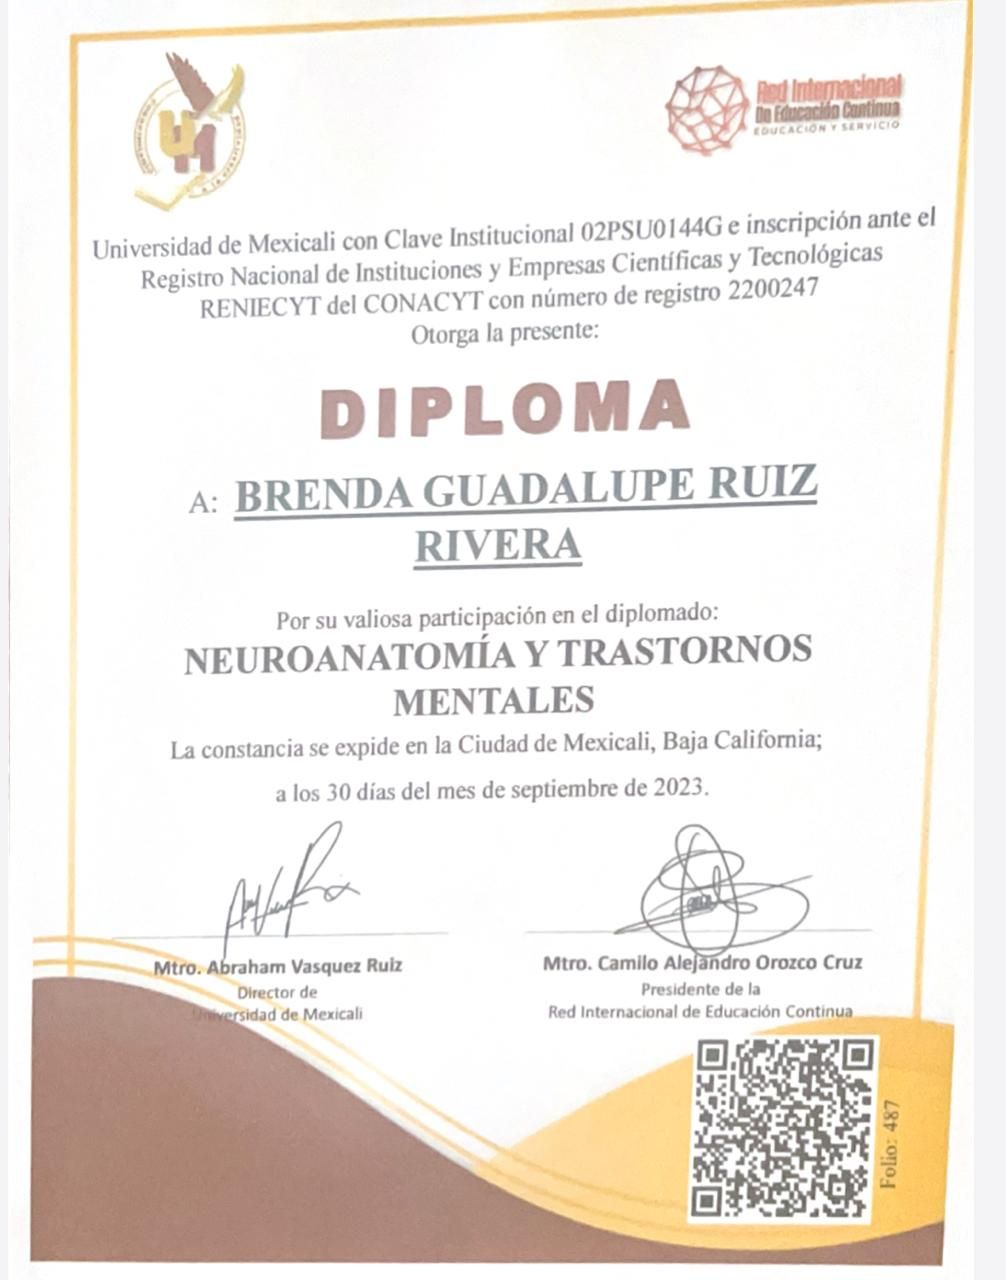 UM
Red Internacional
De Educación Continua
EDUCACIÓN Y SERVICIO
Universidad de Mexicali con Clave Institucional 02PSU0144G e inscripción ante el
Registro Nacional de Instituciones y Empresas Científicas y Tecnológicas
RENIECYT del CONACYT con número de registro 2200247
Otorga la presente:
DIPLOMA
A: BRENDA GUADALUPE RUIZ
RIVERA
Por su valiosa participación en el diplomado:
NEUROANATOMÍA Y TRASTORNOS
MENTALES
La constancia se expide en la Ciudad de Mexicali, Baja California;
a los 30 días del mes de septiembre de 2023.
Mtro. Abraham Vasquez Ruiz
Director de
Universidad de Mexicali
Mtro. Camilo Alejandro Orozco Cruz
Presidente de la
Red Internacional de Educación Continua
Folio: 487